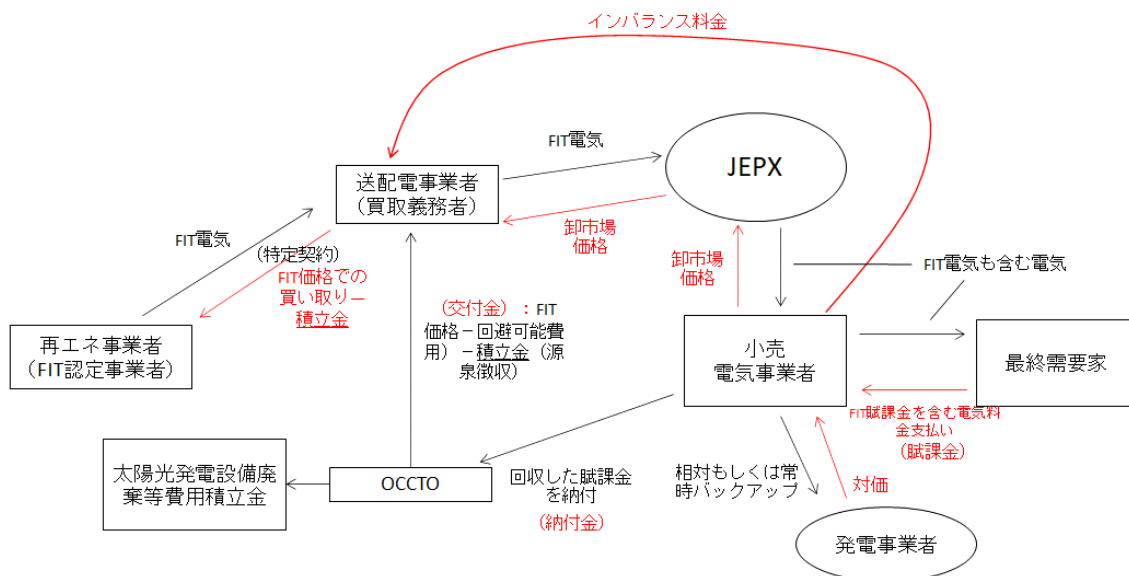 インバランス料金
FIT電気
JEPX
送配電事業者
（買取義務者）
卸市場
価格
FIT電気
（特定契約）
FIT価格での
買い取りー
積立金
卸市場
価格
FIT電気も含む電気
（交付金）：FIT
価格－回避可能費
用）－積立金（源
泉徴収）
再エネ事業者
（FIT認定事業者）
小売
電気事業者
最終需要家
FIT賦課金を含む電気料
金支払い
（賦課金）
太陽光発電設備廃
棄等費用積立金
OCCTO
回収した賦課金
を納付
（納付金）
相対もしくは常
時バックアップ
対価
発電事業者